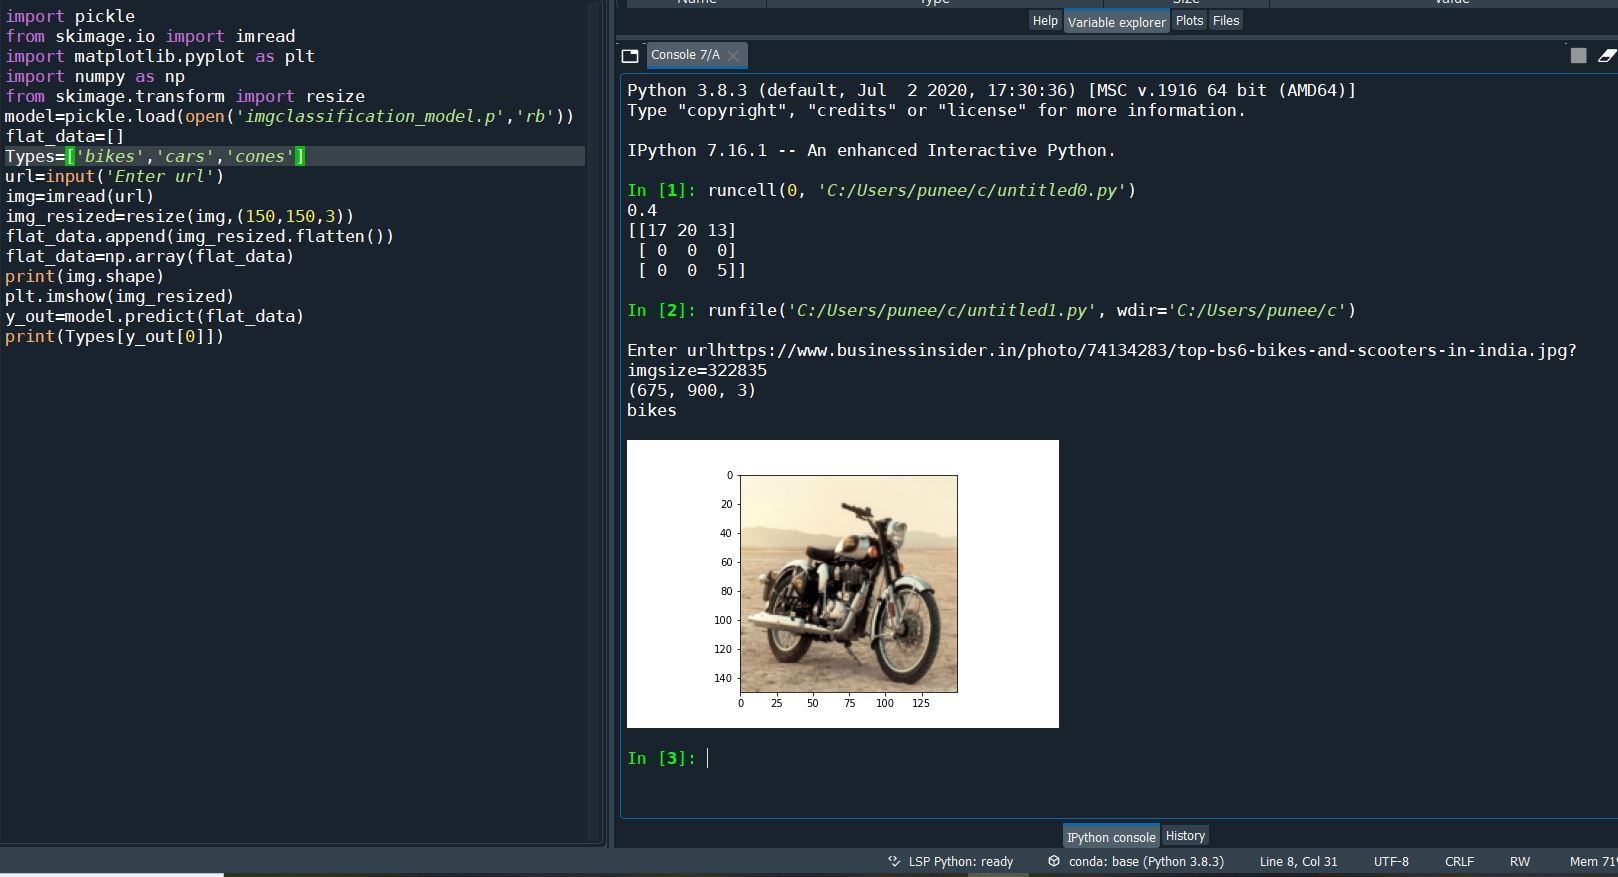 import pickle
from skimage.io import imread
import matplotlib.pyplot as plt
import numpy as np
from skimage.transform import resize
model=pickle.load(open('imgclassification_model.p','rb'))
flat_data=[]
Types=['bikes','cars','cones']
url=input('Enter url')
img=imread(url)
img_resized=resize(img,(150,150,3))
flat_data.append(img_resized.flatten())
flat_data=np.array(flat_data)
print(img.shape)
plt.imshow(img_resized)
y_out=model.predict(flat_data)
print(Types[y_out[0]])
Name Type Size Value
Help Variable explorer Plots Files
Console 7/A
Python 3.8.3 (default, Jul  2 2020, 17:30:36) [MSC v.1916 64 bit (AMD64)]
Type "copyright", "credits" or "license" for more information.
IPython 7.16.1 -- An enhanced Interactive Python.
In [1]: runcell(0, 'C:/Users/punee/c/untitled0.py')
0.4
[[17 20 13]
 [ 0  0  0]
 [ 0  0  5]]
In [2]: runfile('C:/Users/punee/c/untitled1.py', wdir='C:/Users/punee/c')
Enter urlhttps://www.businessinsider.in/photo/74134283/top-bs6-bikes-and-scooters-in-india.jpg?
imgsize=322835
(675, 900, 3)
bikes
0
20
40
60
80
100
120
140
0 25 50 75 100 125
In [3]:
IPython console History
LSP Python: ready conda: base (Python 3.8.3) Line 8, Col 31 UTF-8 CRLF RW Mem 71